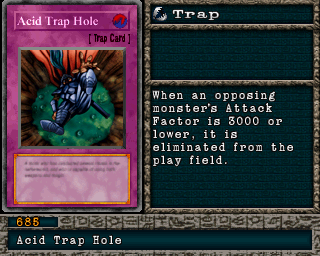 Acid Trap Hole
[ Trap Card ]
Trap
When an opposing
monster's Attack
Factor is 3000 or
lower, it is
eliminated from the
play field.
685
Acid Trap Hole